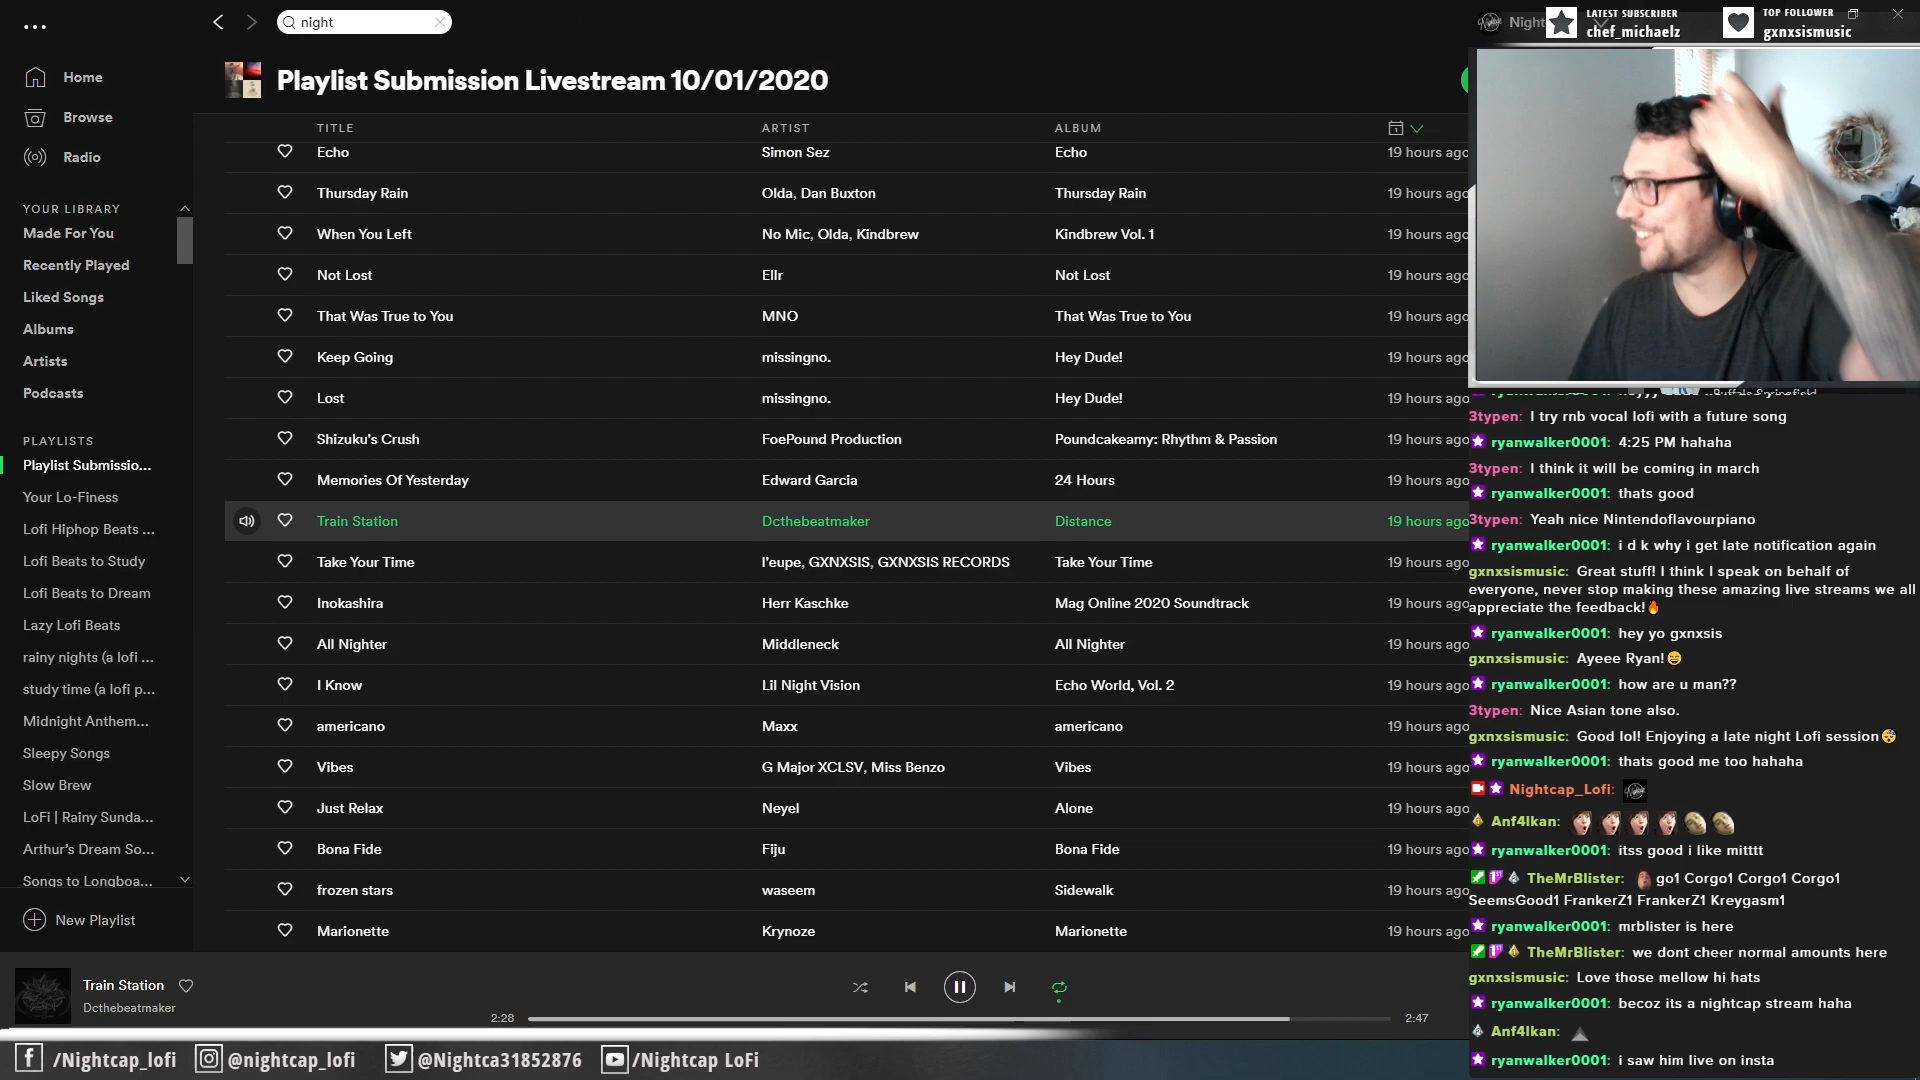 night
Playlist Submission Livestream 10/01/2020
Home
Browse
Radio
YOUR LIBRARY
Made For You
Recently Played
Liked Songs
Albums
Artists
Podcasts
PLAYLISTS
Playlist Submissio...
Your Lo-Finess
Lofi Hiphop Beats ...
Lofi Beats to Study
Lofi Beats to Dream
Lazy Lofi Beats
rainy nights (a lofi ...
study time (a lofi p...
Midnight Anthem...
Sleepy Songs
Slow Brew
LoFi | Rainy Sunda...
Arthur's Dream So...
Songs to Longboa...
New Playlist
TITLE ARTIST ALBUM
Echo Simon Sez Echo 19 hours ago
Thursday Rain Olda, Dan Buxton Thursday Rain 19 hours ago
When You Left No Mic, Olda, Kindbrew Kindbrew Vol. 1 19 hours ago
Not Lost Ellr Not Lost 19 hours ago
That Was True to You MNO That Was True to You 19 hours ago
Keep Going missingno. Hey Dude! 19 hours ago
Lost missingno. Hey Dude! 19 hours ago
Shizuku's Crush FoePound Production Poundcakeamy: Rhythm & Passion 19 hours ago
Memories Of Yesterday Edward Garcia 24 Hours 19 hours ago
Train Station Dcthebeatmaker Distance 19 hours ago
Take Your Time l'eupe, GXNXSIS, GXNXSIS RECORDS Take Your Time 19 hours ago
Inokashira Herr Kaschke Mag Online 2020 Soundtrack 19 hours ago
All Nighter Middleneck All Nighter 19 hours ago
I Know Lil Night Vision Echo World, Vol. 2 19 hours ago
americano Maxx americano 19 hours ago
Vibes G Major XCLSV, Miss Benzo Vibes 19 hours ago
Just Relax Neyel Alone 19 hours ago
Bona Fide Fiju Bona Fide 19 hours ago
frozen stars waseem Sidewalk 19 hours ago
Marionette Krynoze Marionette 19 hours ago
Night
LATEST SUBSCRIBER
chef_michaelz
TOP FOLLOWER
gxnxsismusic
3typen: I try rnb vocal lofi with a future song
ryanwalker0001: 4:25 PM hahaha
3typen: I think it will be coming in march
ryanwalker0001: thats good
3typen: Yeah nice Nintendoflavourpiano
ryanwalker0001: i d k why i get late notification again
gxnxsismusic: Great stuff! I think I speak on behalf of
everyone, never stop making these amazing live streams we all
appreciate the feedback!🔥
ryanwalker0001: hey yo gxnxsis
gxnxsismusic: Ayeee Ryan!😄
ryanwalker0001: how are u man??
3typen: Nice Asian tone also.
gxnxsismusic: Good lol! Enjoying a late night Lofi session😴
ryanwalker0001: thats good me too hahaha
Nightcap_Lofi:
Anf4lkan:
ryanwalker0001: itss good i like mitttt
TheMrBlister: go1 Corgo1 Corgo1 Corgo1
SeemsGood1 FrankerZ1 FrankerZ1 Kreygasm1
ryanwalker0001: mrblister is here
TheMrBlister: we dont cheer normal amounts here
gxnxsismusic: Love those mellow hi hats
ryanwalker0001: becoz its a nightcap stream haha
Anf4lkan:
ryanwalker0001: i saw him live on insta
Train Station
Dcthebeatmaker
2:28 2:47
/Nightcap_lofi @nightcap_lofi @Nightca31852876 /Nightcap LoFi